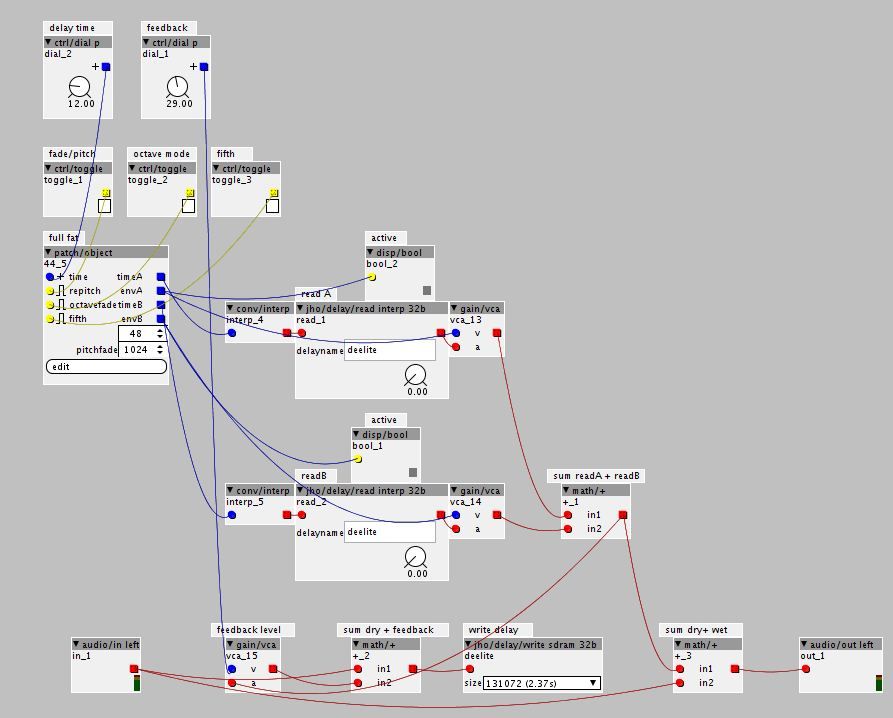 delay time
feedback
ctrl/dial p
ctrl/dial p
dial_2
dial_1
+
+
12.00
29.00
fade/pitch
octave mode
fifth
ctrl/toggle
ctrl/toggle
ctrl/toggle
toggle_1
toggle_2
toggle_3
full fat
patch/object
44_5
+ time timeA
repitch envA
octavefade timeB
fifth envB
48
pitchfade 1024
edit
active
disp/bool
bool_2
read A
conv/interp
jho/delay/read interp 32b
gain/vca
interp_4
read_1
vca_13
v
a
delayname deelite
0.00
active
disp/bool
bool_1
readB
conv/interp
jho/delay/read interp 32b
gain/vca
interp_5
read_2
vca_14
v
a
delayname deelite
0.00
sum readA + readB
math/+
+_1
in1
in2
audio/in left
in_1
feedback level
gain/vca
vca_15
v
a
sum dry + feedback
math/+
+_2
in1
in2
write delay
jho/delay/write sdram 32b
deelite
size 131072 (2.37s)
sum dry+ wet
math/+
+_3
in1
in2
audio/out left
out_1